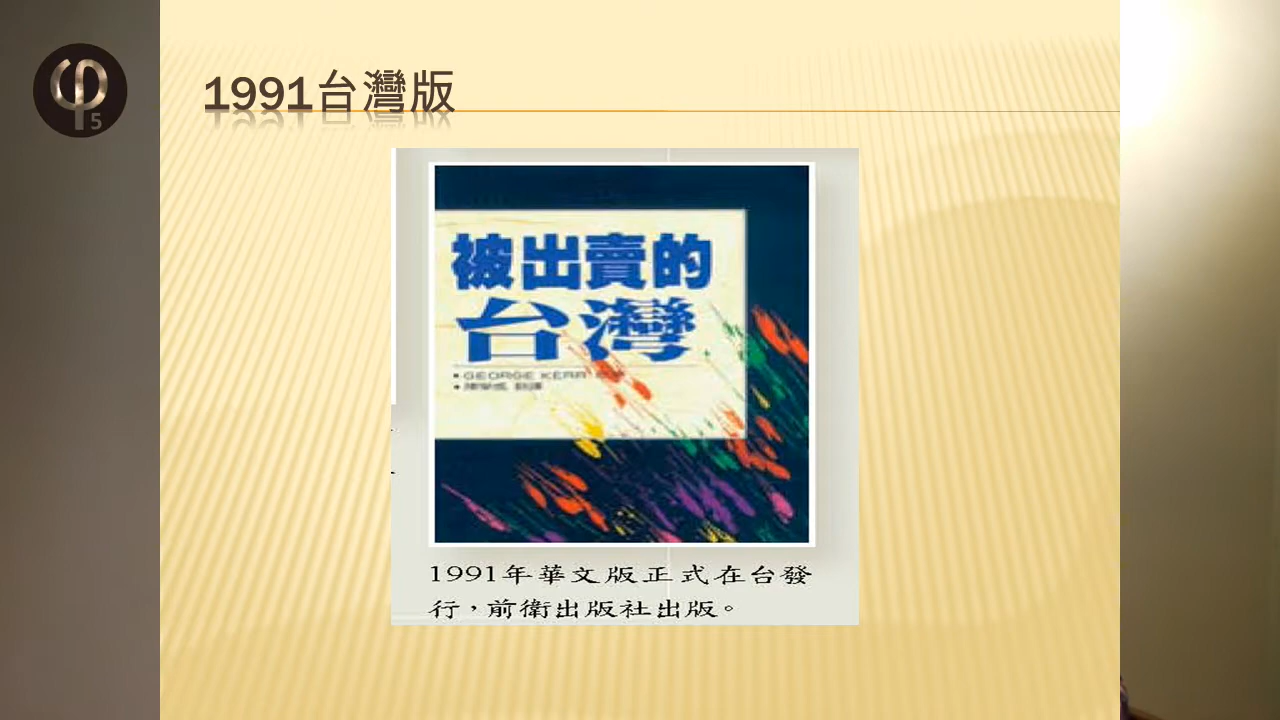 φ5
1991台灣版
被出賣的
台灣
GEORGE KERR
1991年華文版正式在台發
行，前衛出版社出版。